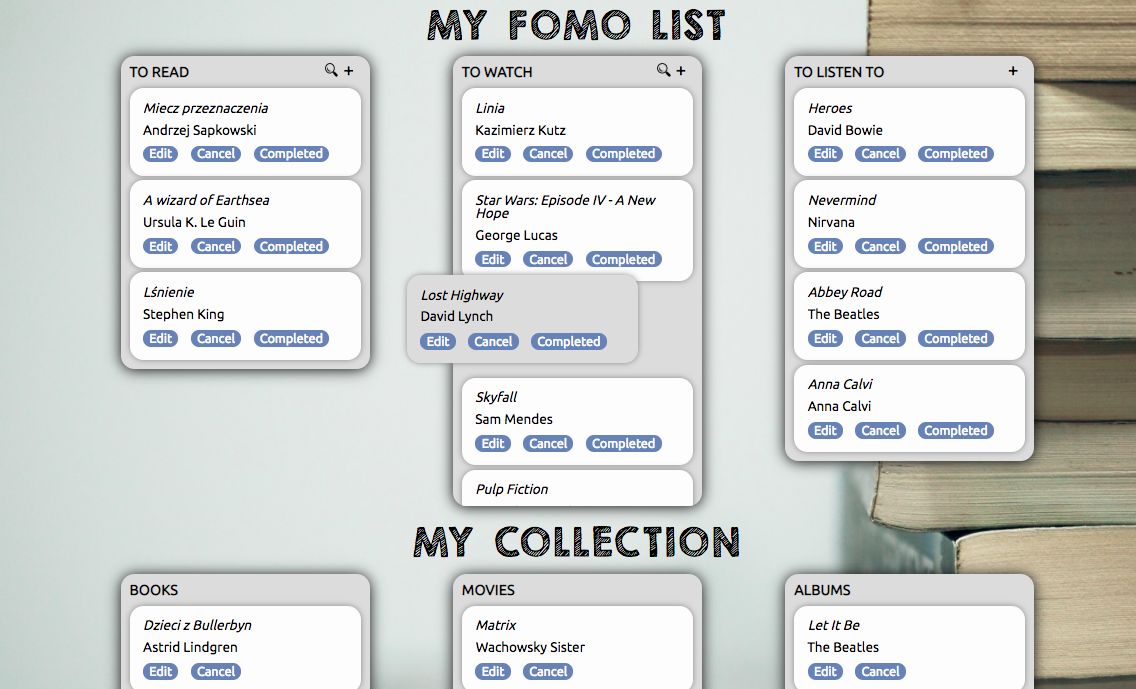 MY FOMO LIST
TO READ
+
Miecz przeznaczenia
Andrzej Sapkowski
Edit Cancel Completed
A wizard of Earthsea
Ursula K. Le Guin
Edit Cancel Completed
Lśnienie
Stephen King
Edit Cancel Completed
TO WATCH
+
Linia
Kazimierz Kutz
Edit Cancel Completed
Star Wars: Episode IV - A New
Hope
George Lucas
Edit Cancel Completed
Lost Highway
David Lynch
Edit Cancel Completed
Skyfall
Sam Mendes
Edit Cancel Completed
Pulp Fiction
TO LISTEN TO
+
Heroes
David Bowie
Edit Cancel Completed
Nevermind
Nirvana
Edit Cancel Completed
Abbey Road
The Beatles
Edit Cancel Completed
Anna Calvi
Anna Calvi
Edit Cancel Completed
MY COLLECTION
BOOKS
Dzieci z Bullerbyn
Astrid Lindgren
Edit Cancel
MOVIES
Matrix
Wachowsky Sister
Edit Cancel
ALBUMS
Let It Be
The Beatles
Edit Cancel